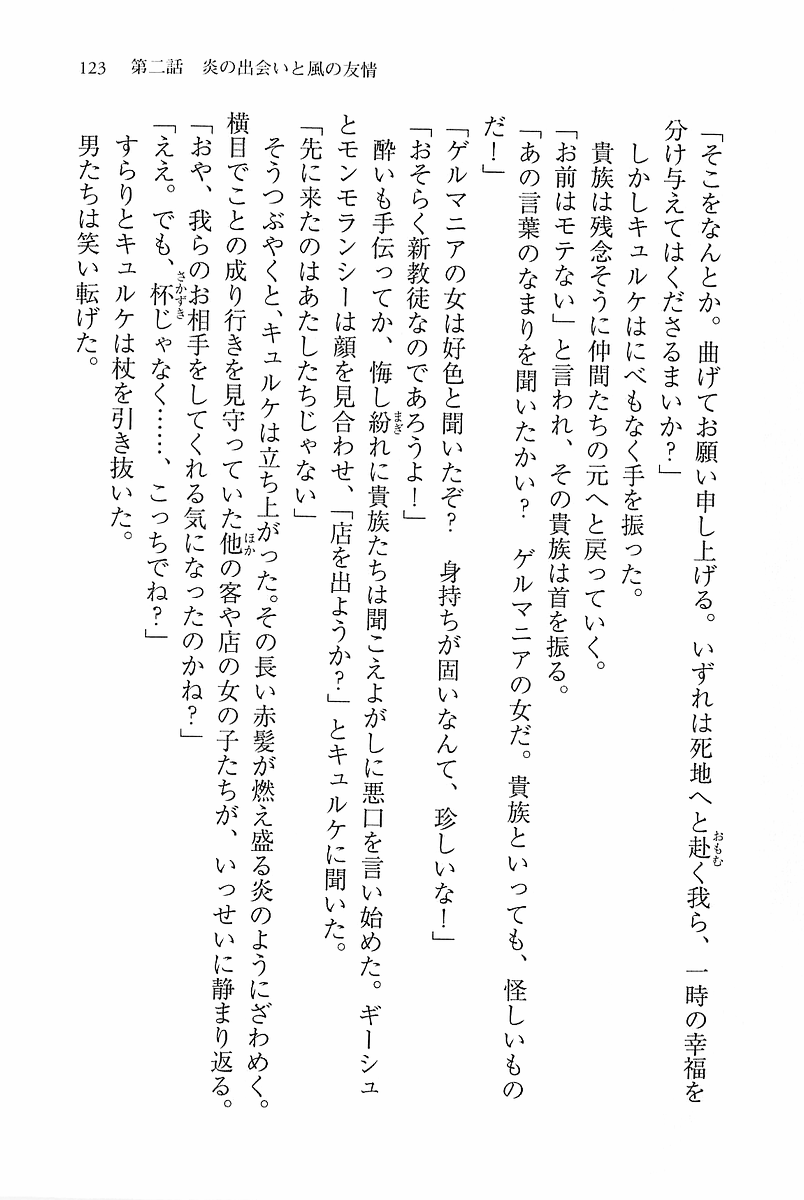 123　第二話　炎の出会いと風の友情
「そこをなんとか。曲げてお願い申し上げる。いずれは死地へと赴く我ら、一時の幸福を
分け与えてはくださるまいか？」
しかしキュルケはにべもなく手を振った。
貴族は残念そうに仲間たちの元へと戻っていく。
「お前はモテない」と言われ、その貴族は首を振る。
「あの言葉のなまりを聞いたかい？　ゲルマニアの女だ。貴族といっても、怪しいもの
だ！」
「ゲルマニアの女は好色と聞いたぞ？　身持ちが固いなんて、珍しいな！」
「おそらく新教徒なのであろうよ！」
酔いも手伝ってか、悔し紛れに貴族たちは聞こえよがしに悪口を言い始めた。ギーシュ
とモンモランシーは顔を見合わせ、「店を出ようか？」とキュルケに聞いた。
「先に来たのはあたしたちじゃない」
そうつぶやくと、キュルケは立ち上がった。その長い赤髪が燃え盛る炎のようにざわめく。
横目でことの成り行きを見守っていた他の客や店の女の子たちが、いっせいに静まり返る。
「おや、我らのお相手をしてくれる気になったのかね？」
「ええ。でも、杯じゃなく……、こっちでね？」
すらりとキュルケは杖を引き抜いた。
男たちは笑い転げた。
おもむ
まぎ
ほか
さかずき